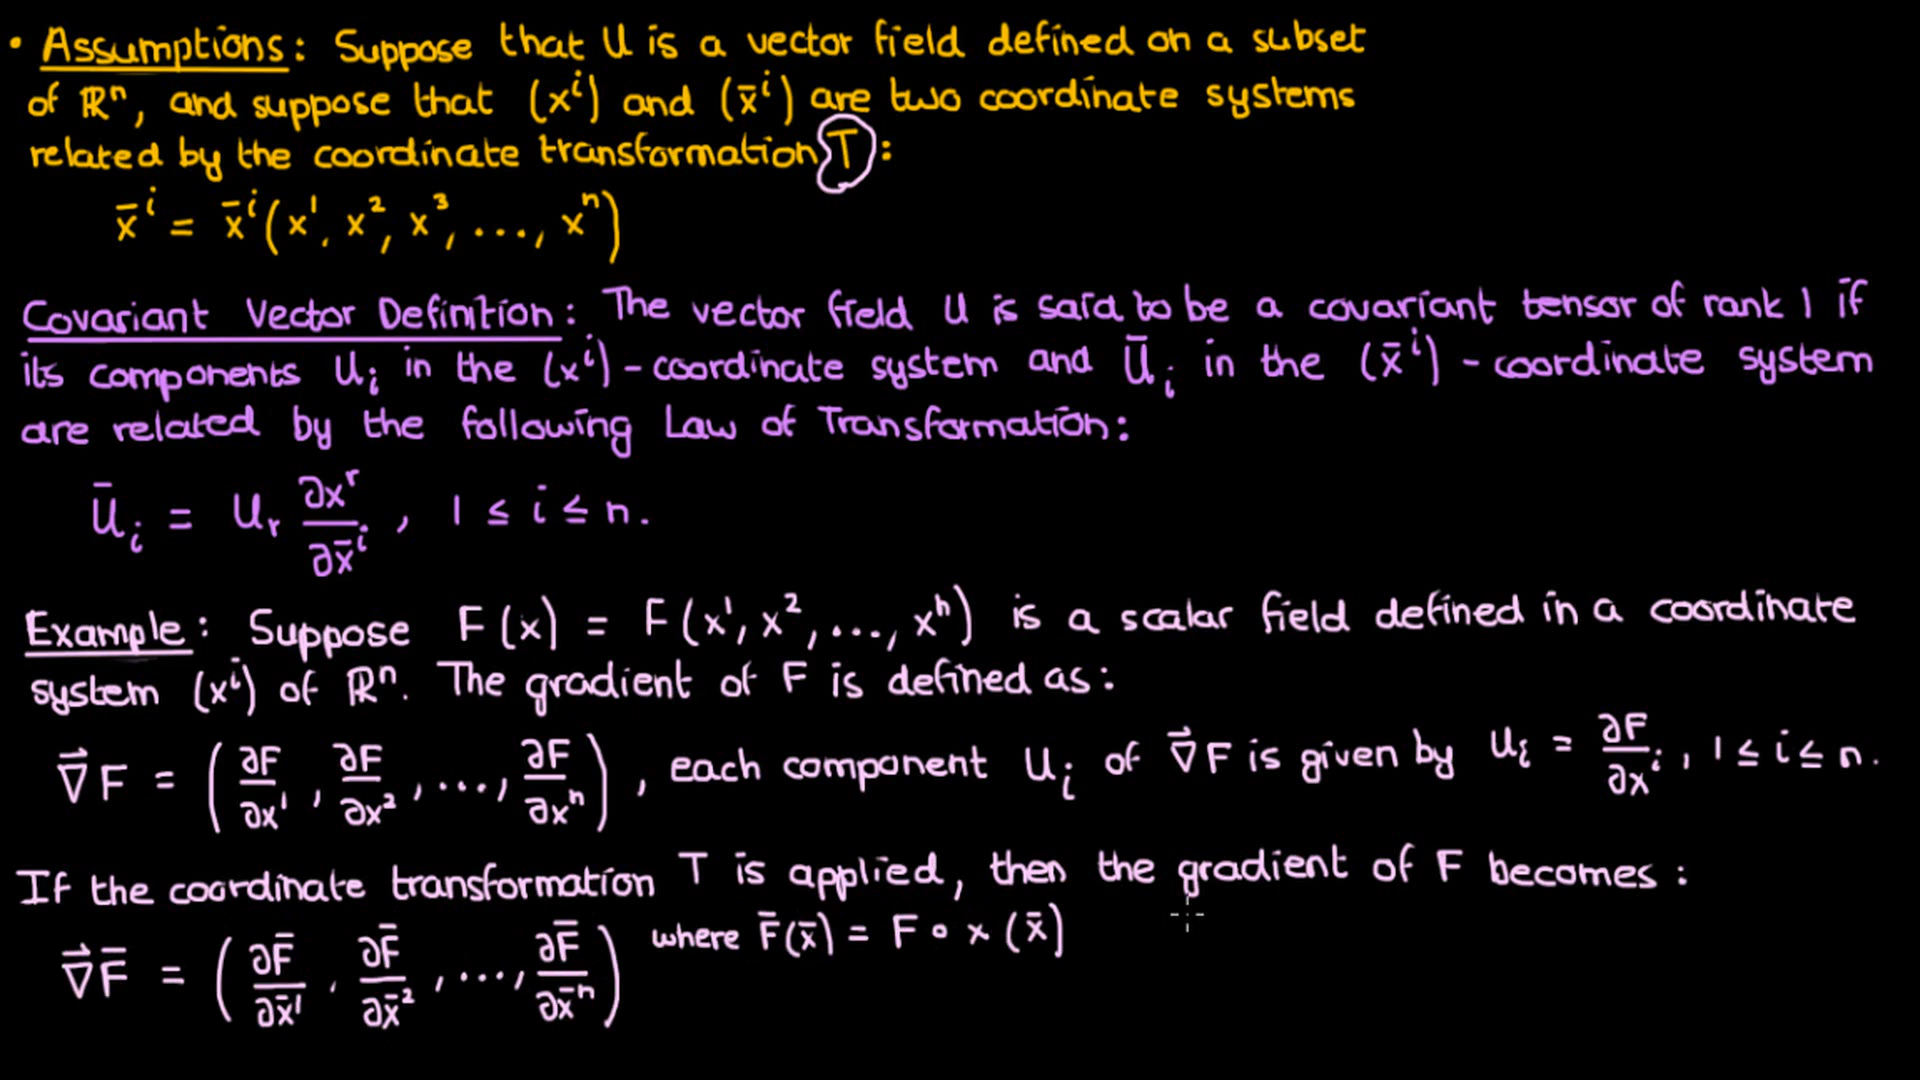 • Assumptions: Suppose that U is a vector field defined on a subset
of ℝⁿ, and suppose that (xⁱ) and (x̄ⁱ) are two coordinate systems
related by the coordinate transformation T:
x̄ⁱ = x̄ⁱ(x¹, x², x³, ..., xⁿ)
Covariant Vector Definition: The vector field U is said to be a covariant tensor of rank 1 if
its components Uᵢ in the (xⁱ) - coordinate system and Ūᵢ in the (x̄ⁱ) - coordinate system
are related by the following Law of Transformation:
Ūᵢ = Uᵣ ∂xʳ/∂x̄ⁱ, 1 ≤ i ≤ n.
Example: Suppose F(x) = F(x¹, x², ..., xⁿ) is a scalar field defined in a coordinate
system (xⁱ) of ℝⁿ. The gradient of F is defined as:
∇⃗F = (∂F/∂x¹, ∂F/∂x², ..., ∂F/∂xⁿ), each component Uᵢ of ∇⃗F is given by Uᵢ = ∂F/∂xⁱ, 1 ≤ i ≤ n.
If the coordinate transformation T is applied, then the gradient of F becomes:
∇⃗F̄ = (∂F̄/∂x̄¹, ∂F̄/∂x̄², ..., ∂F̄/∂x̄ⁿ) where F̄(x̄) = F ∘ x(x̄)